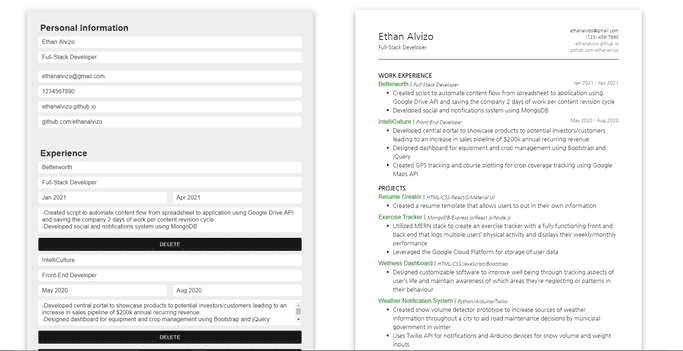 Personal Information
Ethan Alvizo
Full-Stack Developer
ethanalvizo@gmail.com
1234567890
ethanalvizo.github.io
github.com/ethanalvizo
Experience
Betterworth
Full-Stack Developer
Jan 2021
Apr 2021
-Created script to automate content flow from spreadsheet to application using Google Drive API
and saving the company 2 days of work per content revision cycle
-Developed social and notifications system using MongoDB
DELETE
IntelliCulture
Front-End Developer
May 2020
Aug 2020
-Developed central portal to showcase products to potential investors/customers leading to an
increase in sales pipeline of $200k annual recurring revenue
-Designed dashboard for equipment and crop management using Bootstrap and jQuery
DELETE
Ethan Alvizo
Full-Stack Developer
ethanalvizo@gmail.com
(123) 456-7890
ethanalvizo.github.io
github.com/ethanalvizo
WORK EXPERIENCE
Betterworth | Full-Stack Developer
Jan 2021 - Apr 2021
• Created script to automate content flow from spreadsheet to application using
Google Drive API and saving the company 2 days of work per content revision cycle
• Developed social and notifications system using MongoDB
IntelliCulture | Front-End Developer
May 2020 - Aug 2020
• Developed central portal to showcase products to potential investors/customers
leading to an increase in sales pipeline of $200k annual recurring revenue
• Designed dashboard for equipment and crop management using Bootstrap and
jQuery
• Created GPS tracking and course plotting for crop coverage tracking using Google
Maps API
PROJECTS
Resume Creator | HTML/CSS/ReactJS/Material UI
• Created a resume template that allows users to put in their own information
Exercise Tracker | MongoDB/Express.js/React.js/Node.js
• Utilized MERN stack to create an exercise tracker with a fully functioning front and
back end that logs multiple users' physical activity and displays their weekly/monthly
performance
• Leveraged the Google Cloud Platform for storage of user data
Wellness Dashboard | HTML/CSS/JavaScript/Bootstrap
• Designed customizable software to improve well being through tracking aspects of
user's life and maintain awareness of which areas they're neglecting or patterns in
their behaviour
Weather Notification System | Python/Arduino/Twilio
• Created snow volume detector prototype to increase sources of weather
information throughout a city to aid road maintenance decisions by municipal
government in winter
• Uses Twilio API for notifications and Arduino devices for snow volume and weight
inputs